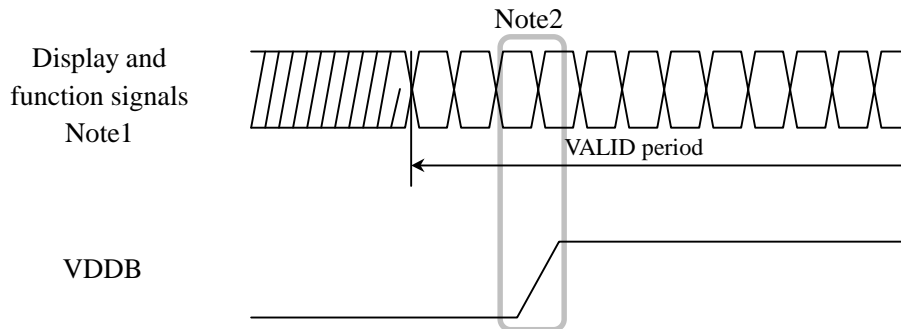 Note2
Display and
function signals
Note1
VALID period
VDDB